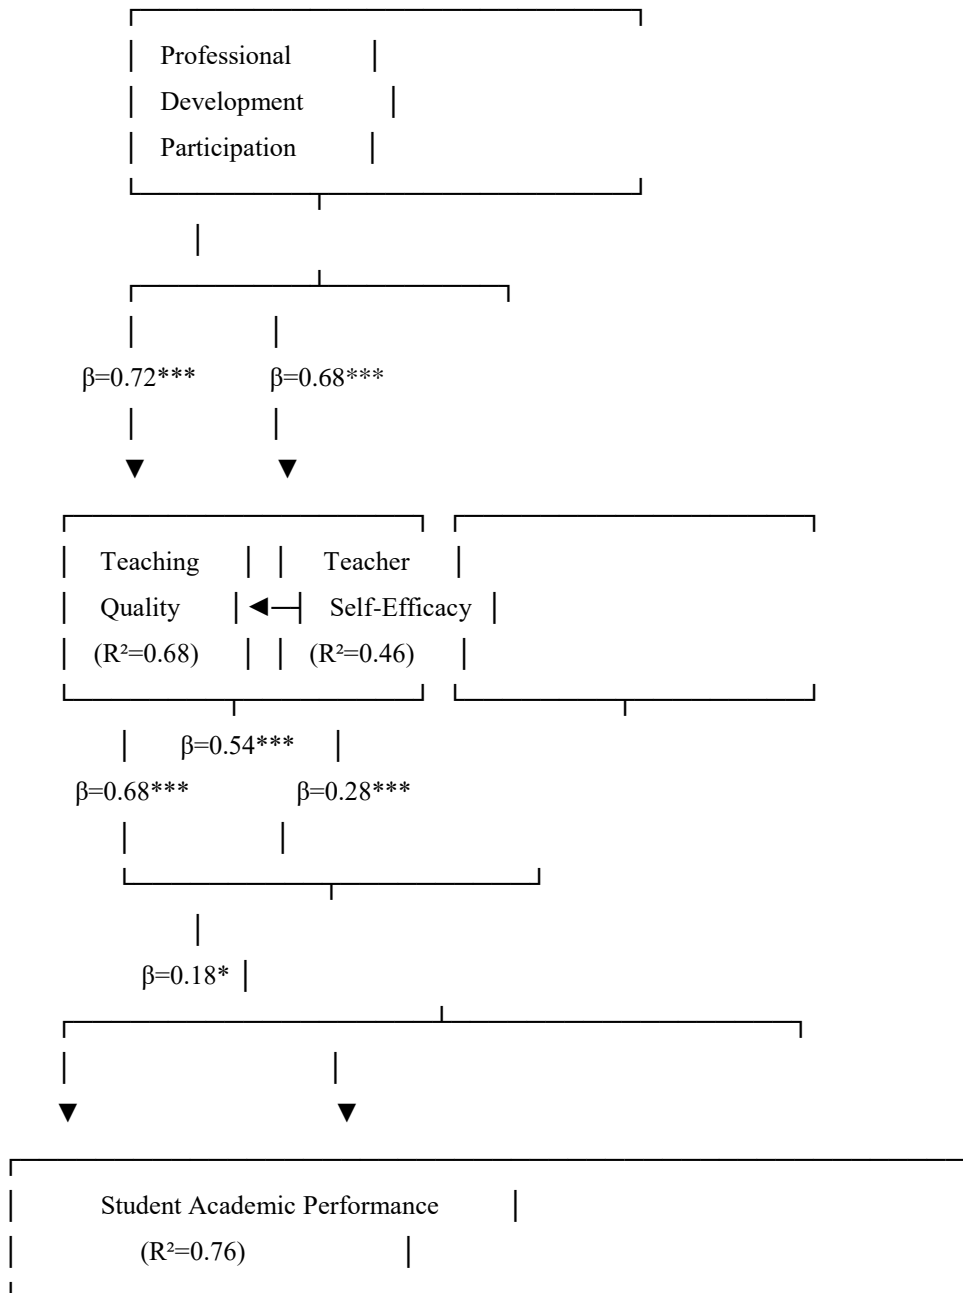 Professional
Development
Participation
β=0.72*** β=0.68***
Teaching Teacher
Quality Self-Efficacy
(R²=0.68) (R²=0.46)
β=0.54***
β=0.68*** β=0.28***
β=0.18*
Student Academic Performance
(R²=0.76)